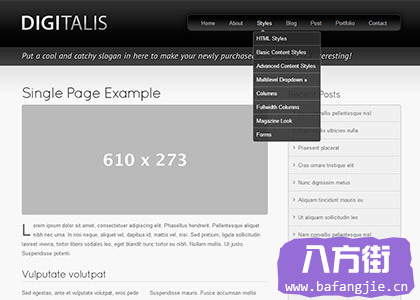 DIGITALIS
Home About Styles Blog Post Portfolio Contact
Put a cool and catchy slogan in here to make your newly purchased
eresting!
HTML Styles
Basic Content Styles
Advanced Content Styles
Multilevel Dropdown »
Columns
Fullwidth Columns
Magazine Look
Forms
Single Page Example
610 x 273
Lorem ipsum dolor sit amet, consectetur adipiscing elit. Phasellus hendrerit. Pellentesque aliquet
nibh nec urna. In nisi neque, aliquet vel, dapibus id, mattis vel, nisi. Sed pretium, ligula sollicitudin
laoreet viverra, tortor libero sodales leo, eget blandit nunc tortor eu nibh. Nullam mollis. Ut justo.
Suspendisse potenti.
Vulputate volutpat
Sed egestas, ante et vulputate volutpat, eros pede
mauris. Suspendisse mauris. Fusce accumsan mollis
Posts
convallis pellentesque nisl
ultricies nulla
Praesent placerat
Cras ornare tristique elit
Nunc dignissim metus
Aliquam tincidunt mauris eu
Ut aliquam sollicitudin leo
convallis pellentesque nisl
八方街
www.bafangjie.cn